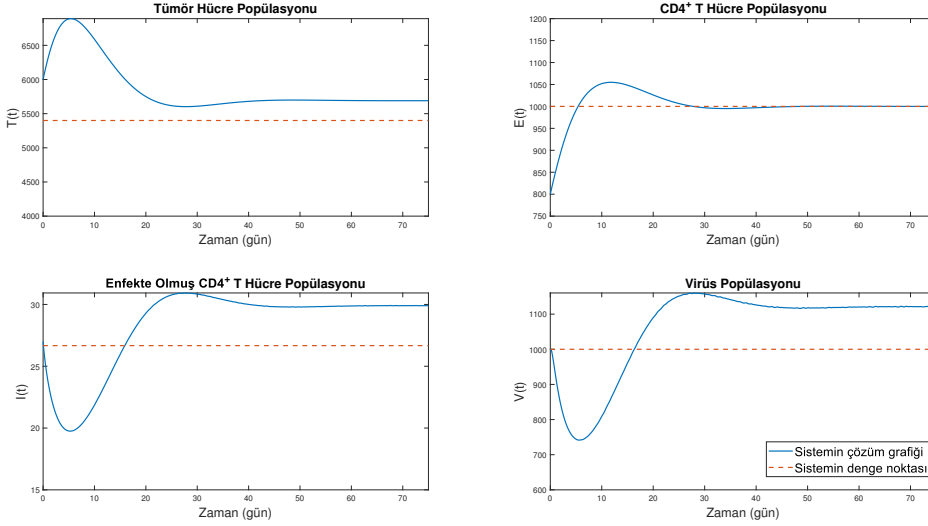 Tümör Hücre Popülasyonu
T(t)
6500
6000
5500
5000
4500
4000
0 10 20 30 40 50 60 70
Zaman (gün)
CD4⁺ T Hücre Popülasyonu
E(t)
1200
1150
1100
1050
1000
950
900
850
800
750
0 10 20 30 40 50 60 70
Zaman (gün)
Enfekte Olmuş CD4⁺ T Hücre Popülasyonu
I(t)
30
25
20
15
0 10 20 30 40 50 60 70
Zaman (gün)
Virüs Popülasyonu
V(t)
1100
1000
900
800
700
600
0 10 20 30 40 50 60 70
Zaman (gün)
Sistemin çözüm grafiği
Sistemin denge noktası